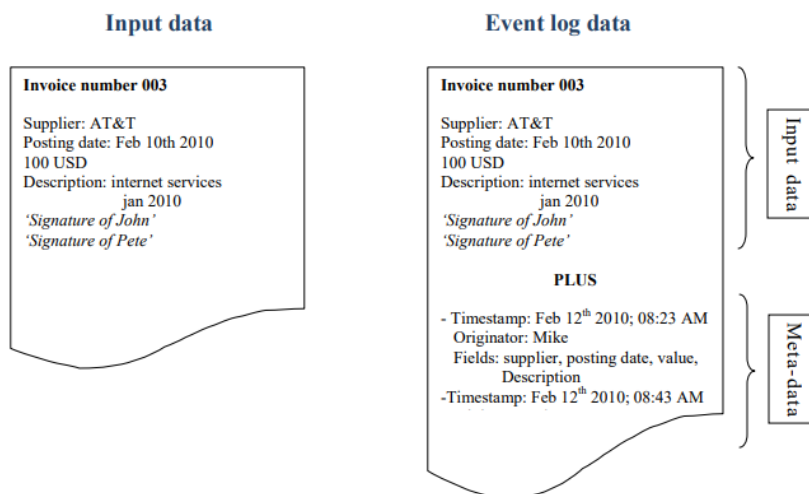 Input data
Invoice number 003
Supplier: AT&T
Posting date: Feb 10th 2010
100 USD
Description: internet services
jan 2010
‘Signature of John’
‘Signature of Pete’
Event log data
Invoice number 003
Supplier: AT&T
Posting date: Feb 10th 2010
100 USD
Description: internet services
jan 2010
‘Signature of John’
‘Signature of Pete’
PLUS
- Timestamp: Feb 12th 2010; 08:23 AM
Originator: Mike
Fields: supplier, posting date, value,
Description
-Timestamp: Feb 12th 2010; 08:43 AM
Input data
Meta-data